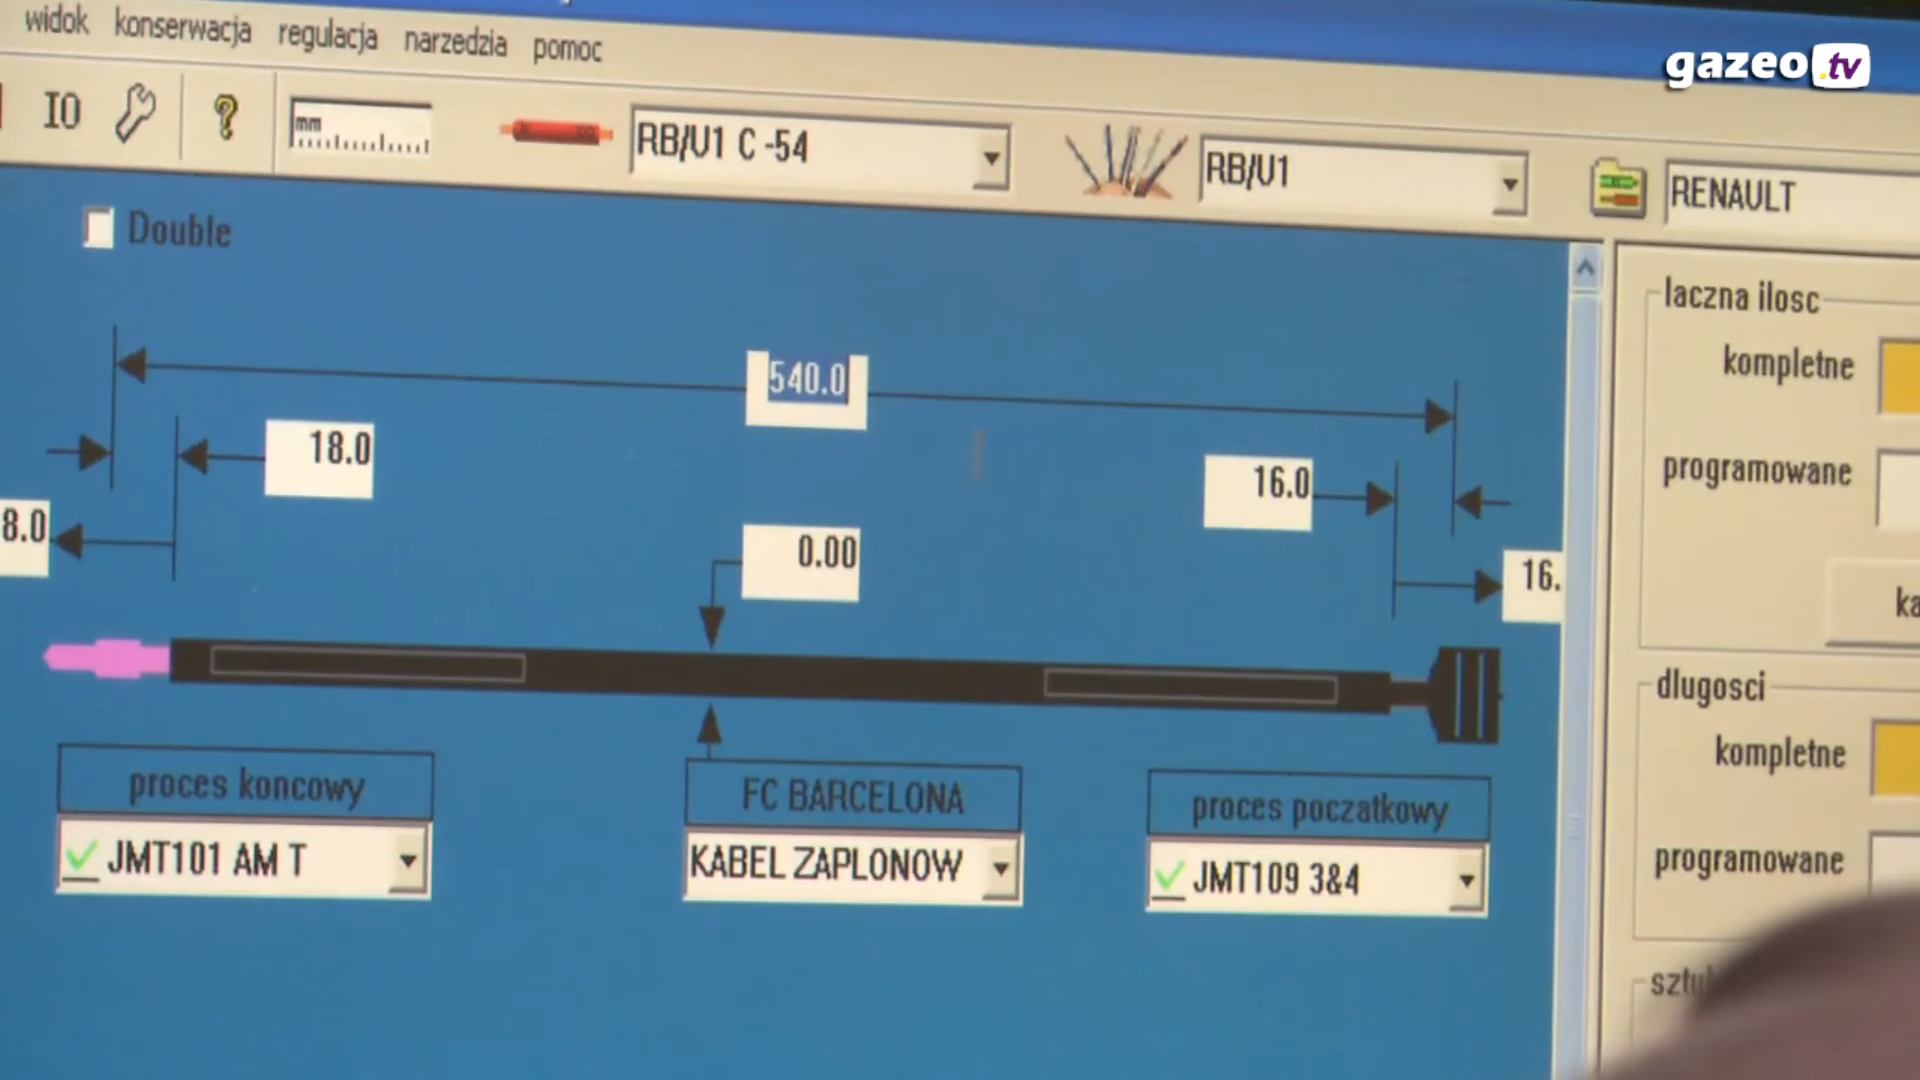 widok konserwacja regulacja narzedzia pomoc
gazeo.tv
IO
?
mm
RB/U1 C -54
RB/U1
RENAULT
Double
laczna ilosc
540.0
kompletne
18.0
16.0
programowane
8.0
0.00
16.
dlugosci
kompletne
proces koncowy
FC BARCELONA
proces poczatkowy
JMT101 AM T
KABEL ZAPLONOW
JMT109 3&4
programowane